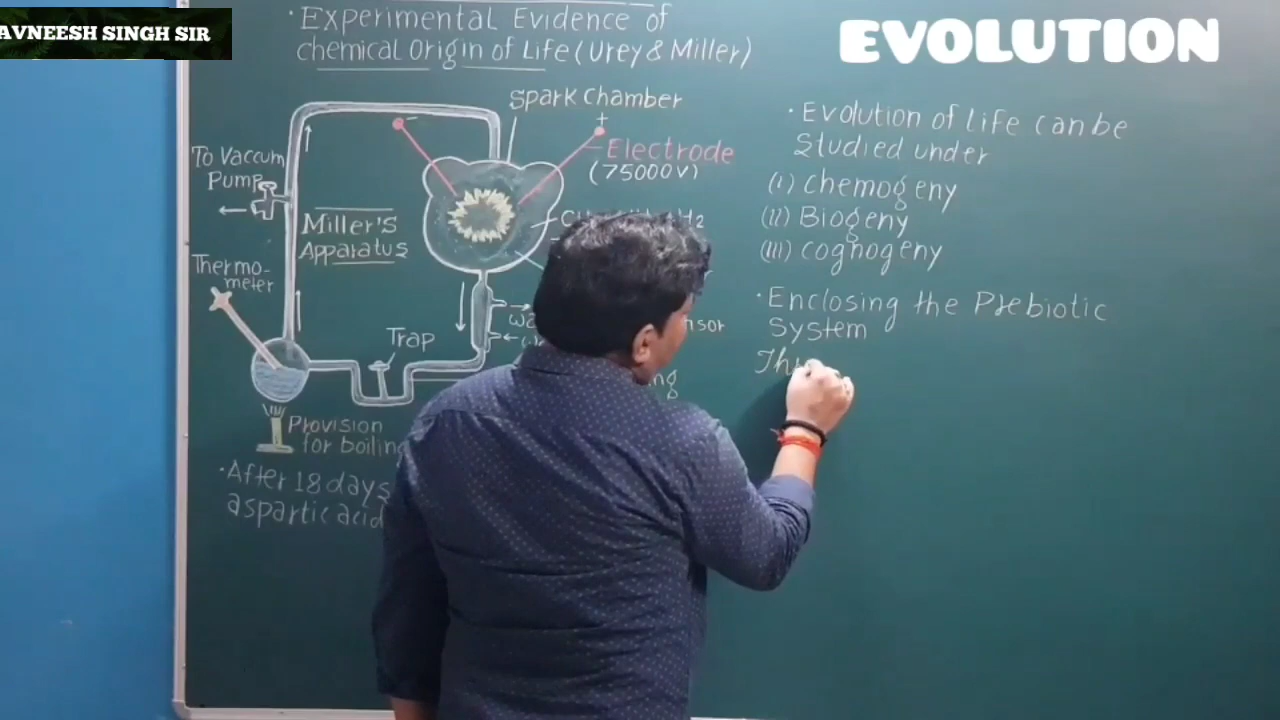 AVNEESH SINGH SIR
EVOLUTION
· Experimental Evidence of
chemical Origin of Life (Urey & Miller)
Spark Chamber
+
-
Electrode
(75000V)
To Vaccum
Pump
Miller's
Apparatus
Thermo-
meter
Trap
Provision
for boiling
· After 18 days
aspartic acid
· Evolution of Life can be
Studied under
(I) Chemogeny
(II) Biogeny
(III) cognogeny
· Enclosing the Prebiotic
System